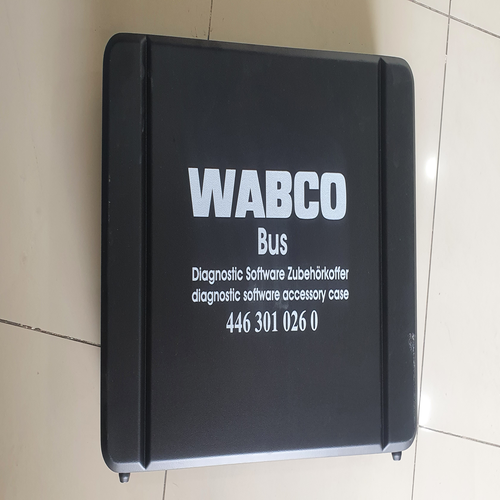 WABCO
Bus
Diagnostic Software Zubehörkoffer
diagnostic software accessory case
446 301 026 0